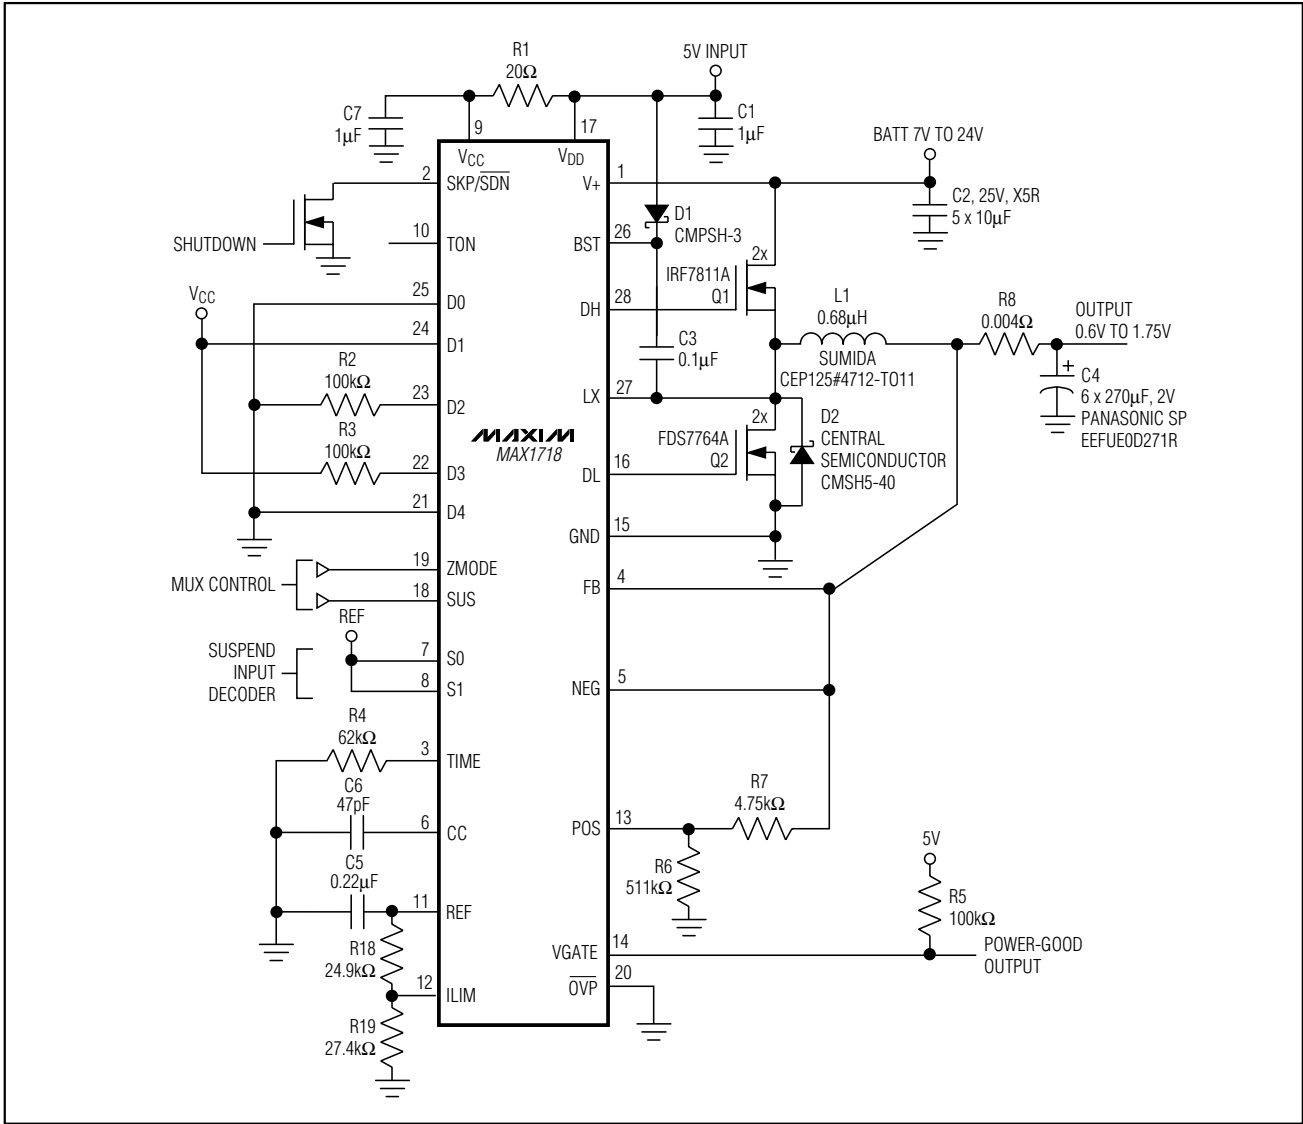 R1
20Ω
5V INPUT
C7
1µF
9
17
C1
1µF
BATT 7V TO 24V
VCC
VDD
2
SKP/SDN
V+
1
C2, 25V, X5R
5 x 10µF
D1
CMPSH-3
SHUTDOWN
10
TON
BST
26
2x
IRF7811A
Q1
VCC
25
D0
DH
28
L1
0.68µH
SUMIDA
CEP125#4712-TO11
R8
0.004Ω
OUTPUT
0.6V TO 1.75V
24
D1
C3
0.1µF
+
C4
6 x 270µF, 2V
PANASONIC SP
EEFUE0D271R
R2
100kΩ
23
D2
LX
27
2x
FDS7764A
Q2
D2
CENTRAL
SEMICONDUCTOR
CMSH5-40
MAXIM
MAX1718
R3
100kΩ
22
D3
DL
16
21
D4
GND
15
MUX CONTROL
19
ZMODE
18
SUS
FB
4
REF
SUSPEND
INPUT
DECODER
7
S0
8
S1
NEG
5
R4
62kΩ
3
TIME
C6
47pF
6
CC
POS
13
R7
4.75kΩ
R6
511kΩ
5V
R5
100kΩ
C5
0.22µF
11
REF
R18
24.9kΩ
VGATE
14
POWER-GOOD
OUTPUT
12
ILIM
OVP
20
R19
27.4kΩ